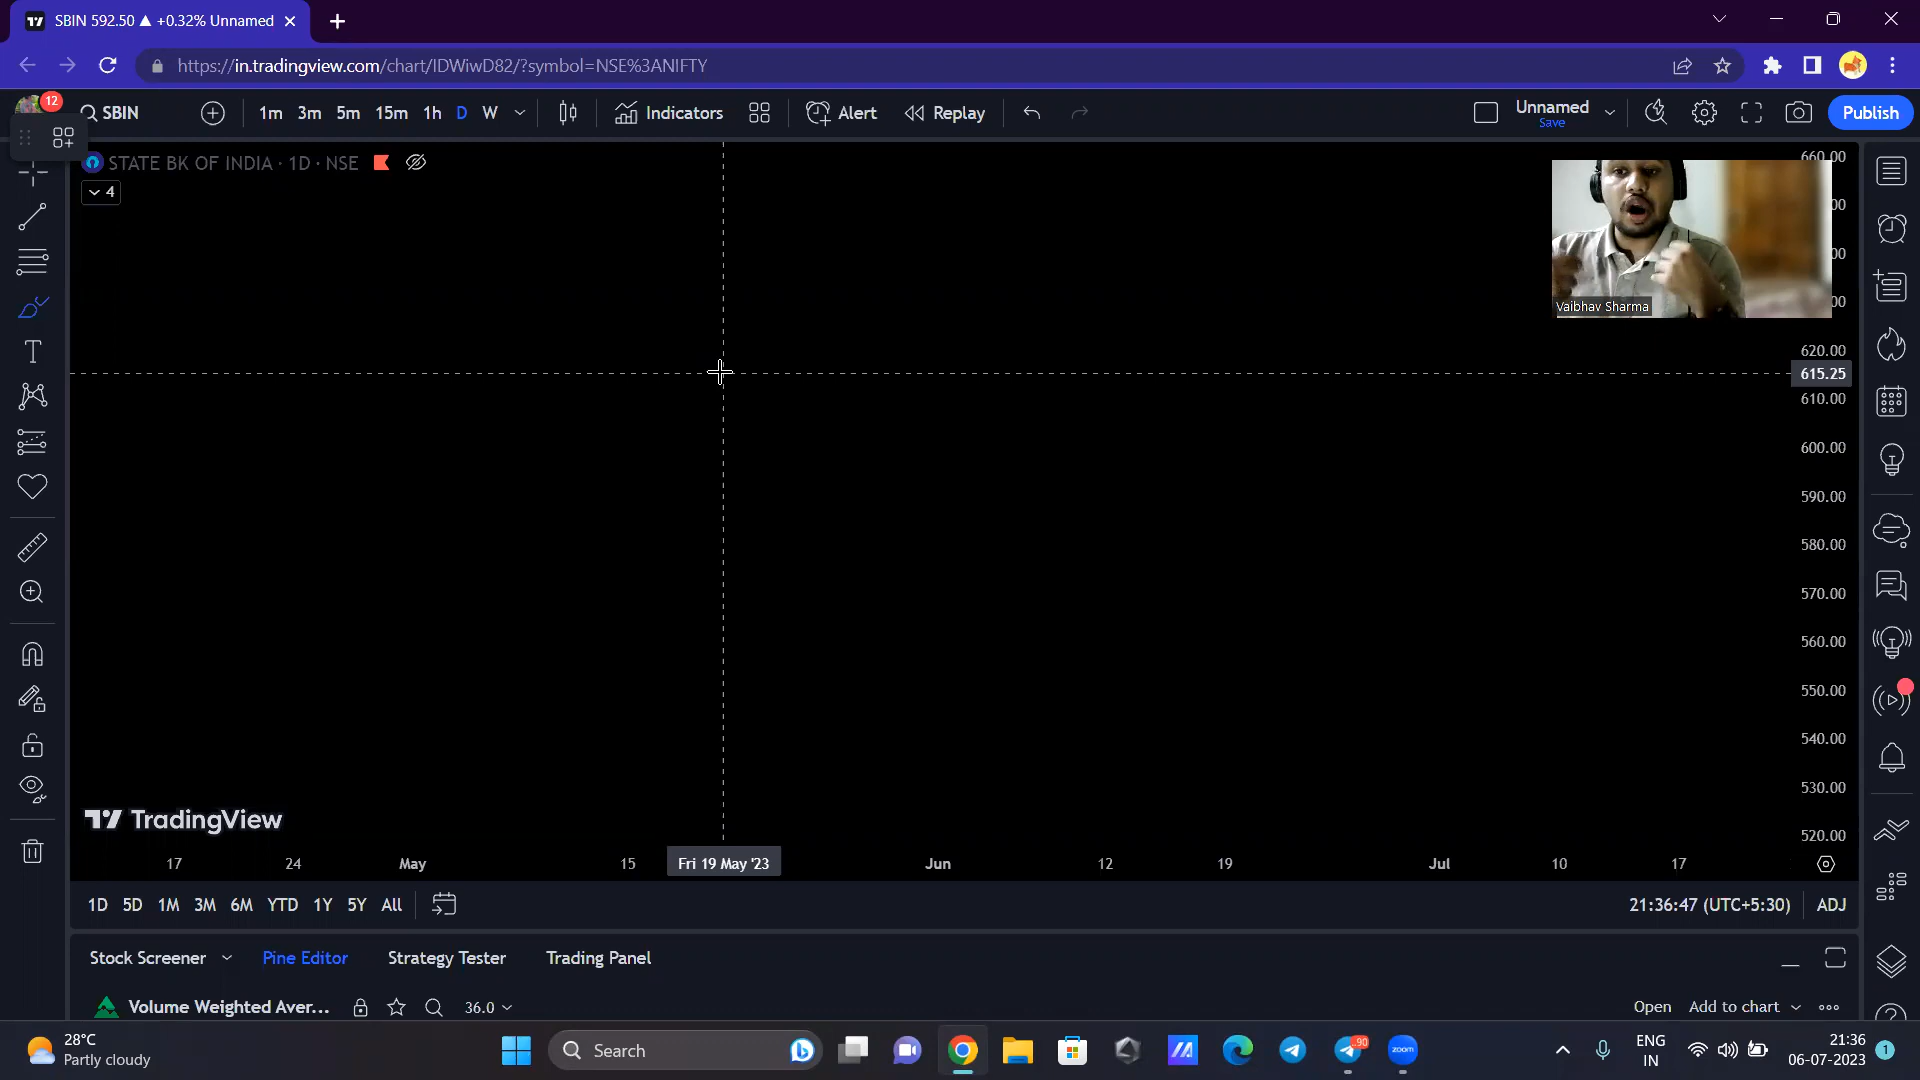 SBIN 592.50 ▲ +0.32% Unnamed
https://in.tradingview.com/chart/IDWiwD82/?symbol=NSE%3ANIFTY
12
SBIN
1m 3m 5m 15m 1h D W
Indicators
Alert
Replay
Unnamed
Save
Publish
STATE BK OF INDIA · 1D · NSE
4
Vaibhav Sharma
660.00
00
00
00
620.00
615.25
610.00
600.00
590.00
580.00
570.00
560.00
550.00
540.00
530.00
520.00
TradingView
17 24 May 15 Fri 19 May '23 Jun 12 19 Jul 10 17
1D 5D 1M 3M 6M YTD 1Y 5Y All
21:36:47 (UTC+5:30) ADJ
Stock Screener Pine Editor Strategy Tester Trading Panel
Volume Weighted Aver... 36.0
Open Add to chart
28°C
Partly cloudy
Search
90
zoom
ENG
IN
21:36
06-07-2023
1